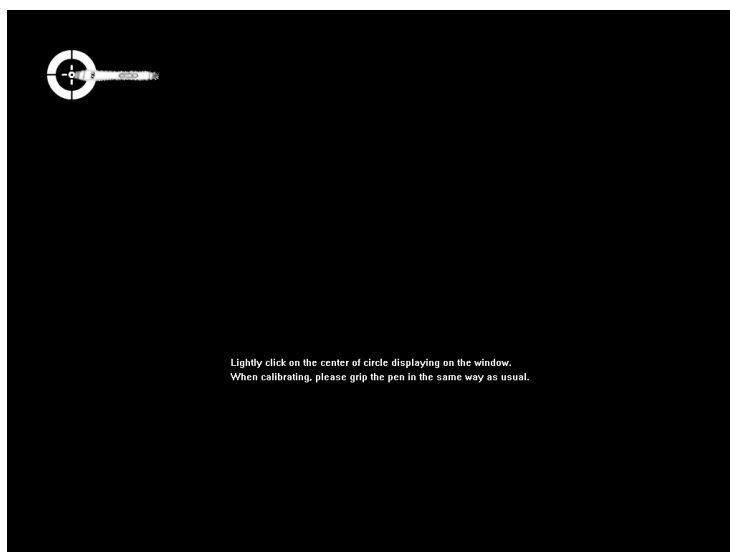 Lightly click on the center of circle displaying on the window.
When calibrating, please grip the pen in the same way as usual.